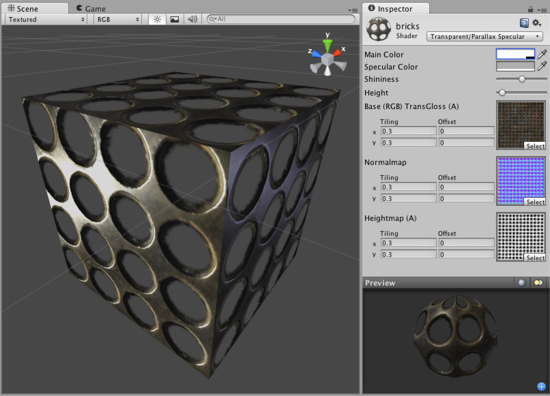 Scene
Game
Textured
RGB
All
y
x
z
Inspector
bricks
Shader
Transparent/Parallax Specular
Main Color
Specular Color
Shininess
Height
Base (RGB) TransGloss (A)
Tiling Offset
x 0.3 0
y 0.3 0
Select
Normalmap
Tiling Offset
x 0.3 0
y 0.3 0
Select
Heightmap (A)
Tiling Offset
x 0.3 0
y 0.3 0
Select
Preview